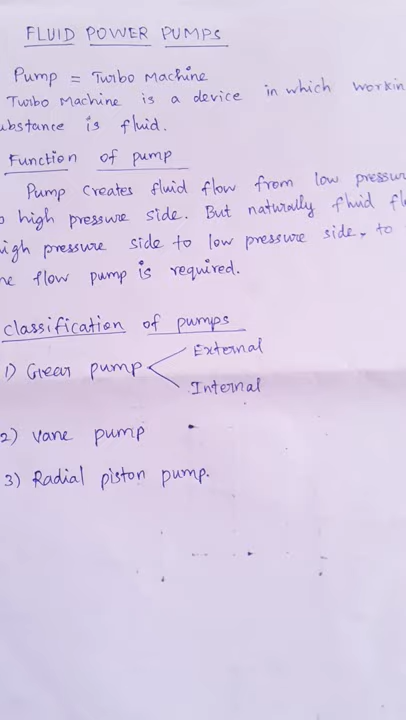 FLUID POWER PUMPS
Pump = Turbo Machine
Turbo Machine is a device in which workin
ubstance is fluid.
Function of pump
Pump creates fluid flow from low pressur
o high pressure side. But naturally fluid fl
igh pressure side to low pressure side, to
he flow pump is required.
Classification of pumps
External
1) Gear pump
Internal
2) Vane pump
3) Radial piston pump.